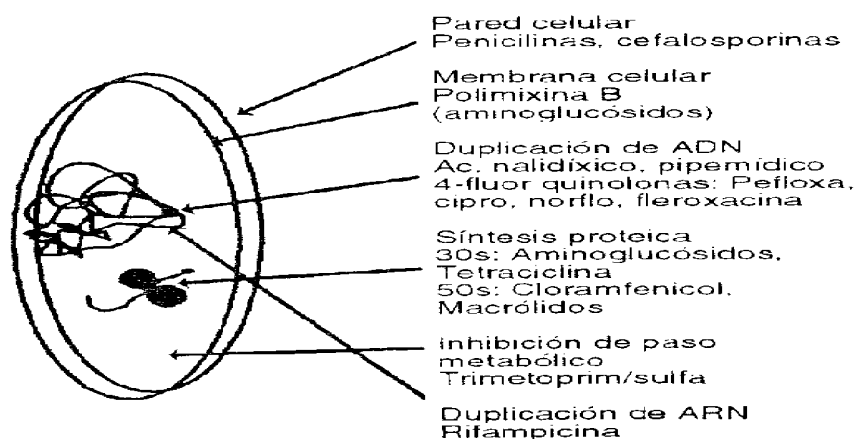 Pared celular
Penicilinas, cefalosporinas
Membrana celular
Polimixina B
(aminoglucósidos)
Duplicación de ADN
Ac. nalidíxico, pipemídico
4-fluor quinolonas: Pefloxa,
cipro, norflo, fleroxacina
Síntesis proteica
30s: Aminoglucósidos,
Tetraciclina
50s: Cloramfenicol,
Macrólidos
Inhibición de paso
metabólico
Trimetoprim/sulfa
Duplicación de ARN
Rifampicina